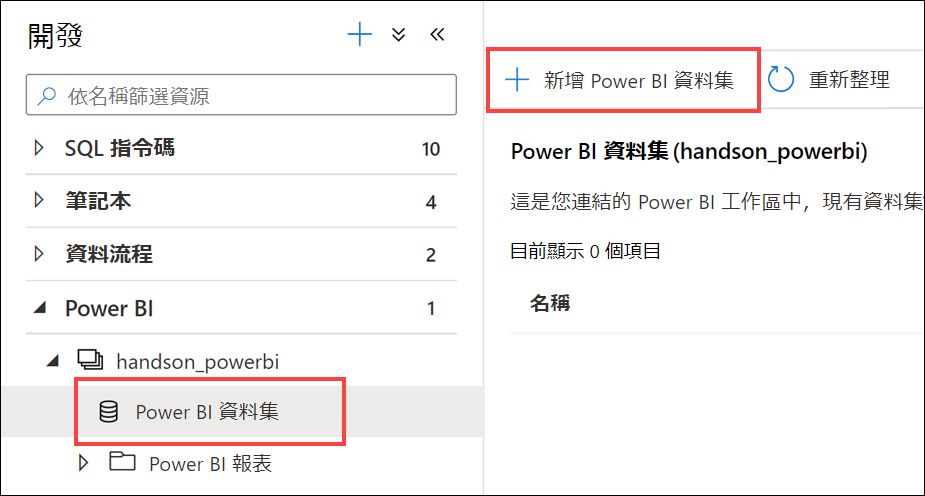 開發
依名稱篩選資源
SQL 指令碼 10
筆記本 4
資料流程 2
Power BI 1
handson_powerbi
Power BI 資料集
Power BI 報表
新增 Power BI 資料集 重新整理
Power BI 資料集 (handson_powerbi)
這是您連結的 Power BI 工作區中，現有資料集
目前顯示 0 個項目
名稱